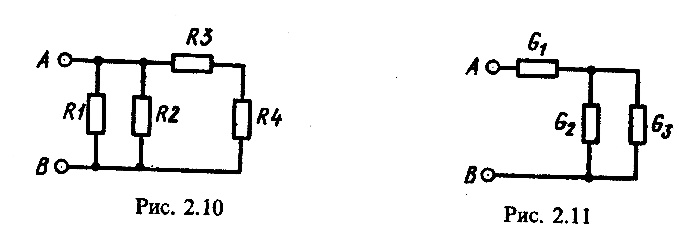 A R3 R1 R2 R4 B
Рис. 2.10
A G₁ G₂ G₃ B
Рис. 2.11